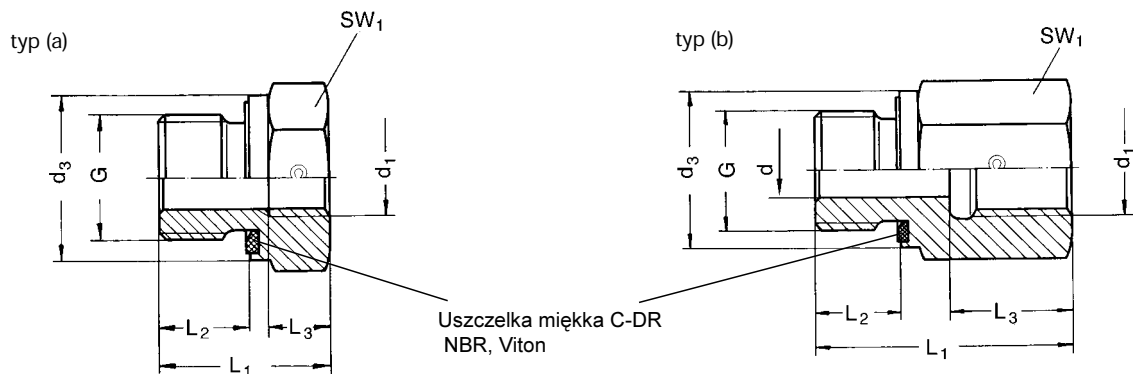 typ (a)
SW1
d3
G
d1
L2
L3
L1
typ (b)
SW1
d3
G
d
d1
L2
L3
L1
Uszczelka miękka C-DR
NBR, Viton